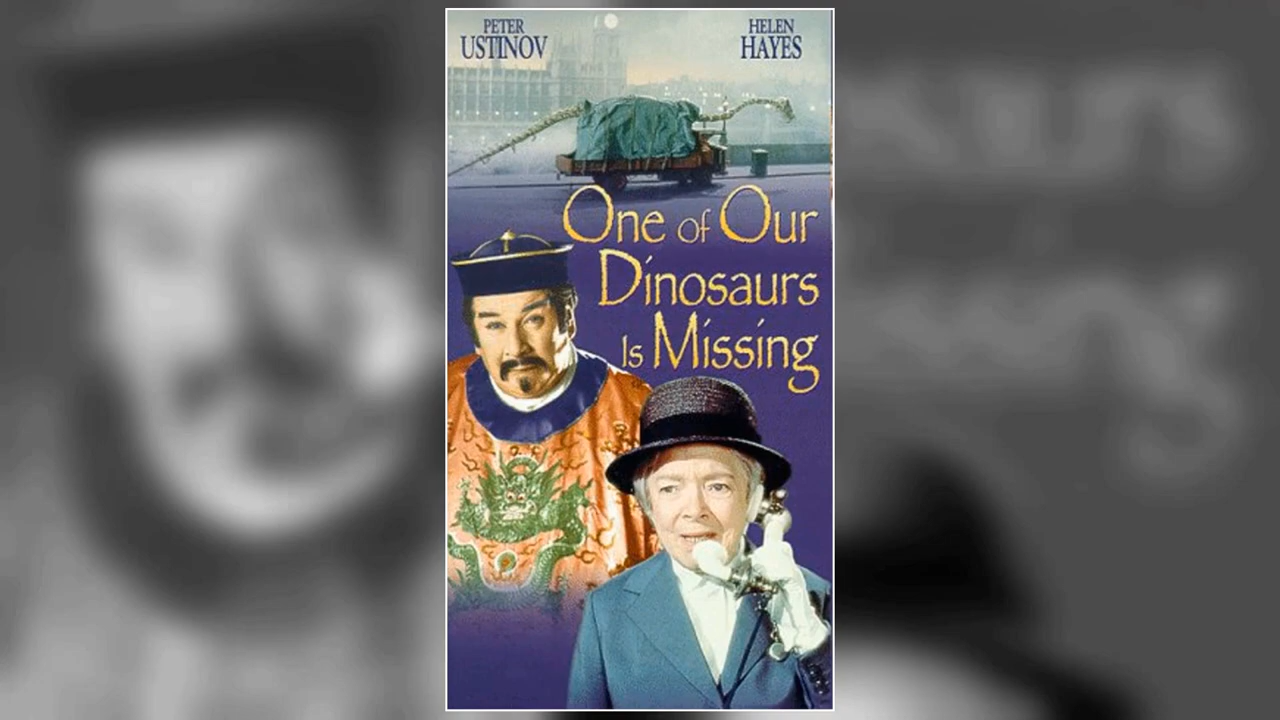 PETER
USTINOV
HELEN
HAYES
One of Our
Dinosaurs
Is Missing